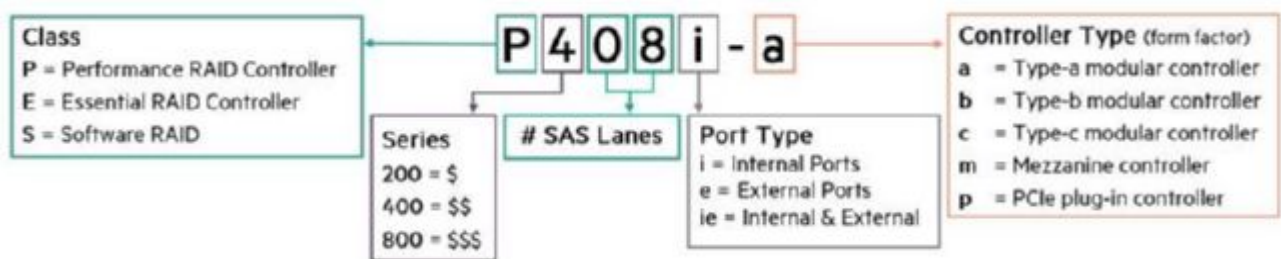 P408i-a
Class
P = Performance RAID Controller
E = Essential RAID Controller
S = Software RAID
Series
200 = $
400 = $$
800 = $$$
# SAS Lanes
Port Type
i = Internal Ports
e = External Ports
ie = Internal & External
Controller Type (form factor)
a = Type-a modular controller
b = Type-b modular controller
c = Type-c modular controller
m = Mezzanine controller
p = PCIe plug-in controller